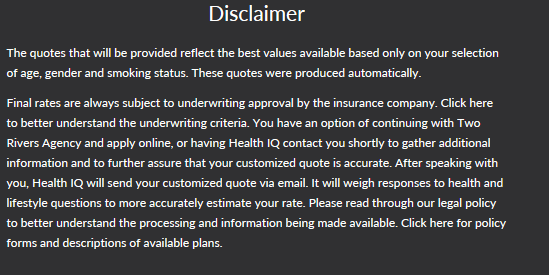 Disclaimer
The quotes that will be provided reflect the best values available based only on your selection
of age, gender and smoking status. These quotes were produced automatically.
Final rates are always subject to underwriting approval by the insurance company. Click here
to better understand the underwriting criteria. You have an option of continuing with Two
Rivers Agency and apply online, or having Health IQ contact you shortly to gather additional
information and to further assure that your customized quote is accurate. After speaking with
you, Health IQ will send your customized quote via email. It will weigh responses to health and
lifestyle questions to more accurately estimate your rate. Please read through our legal policy
to better understand the processing and information being made available. Click here for policy
forms and descriptions of available plans.